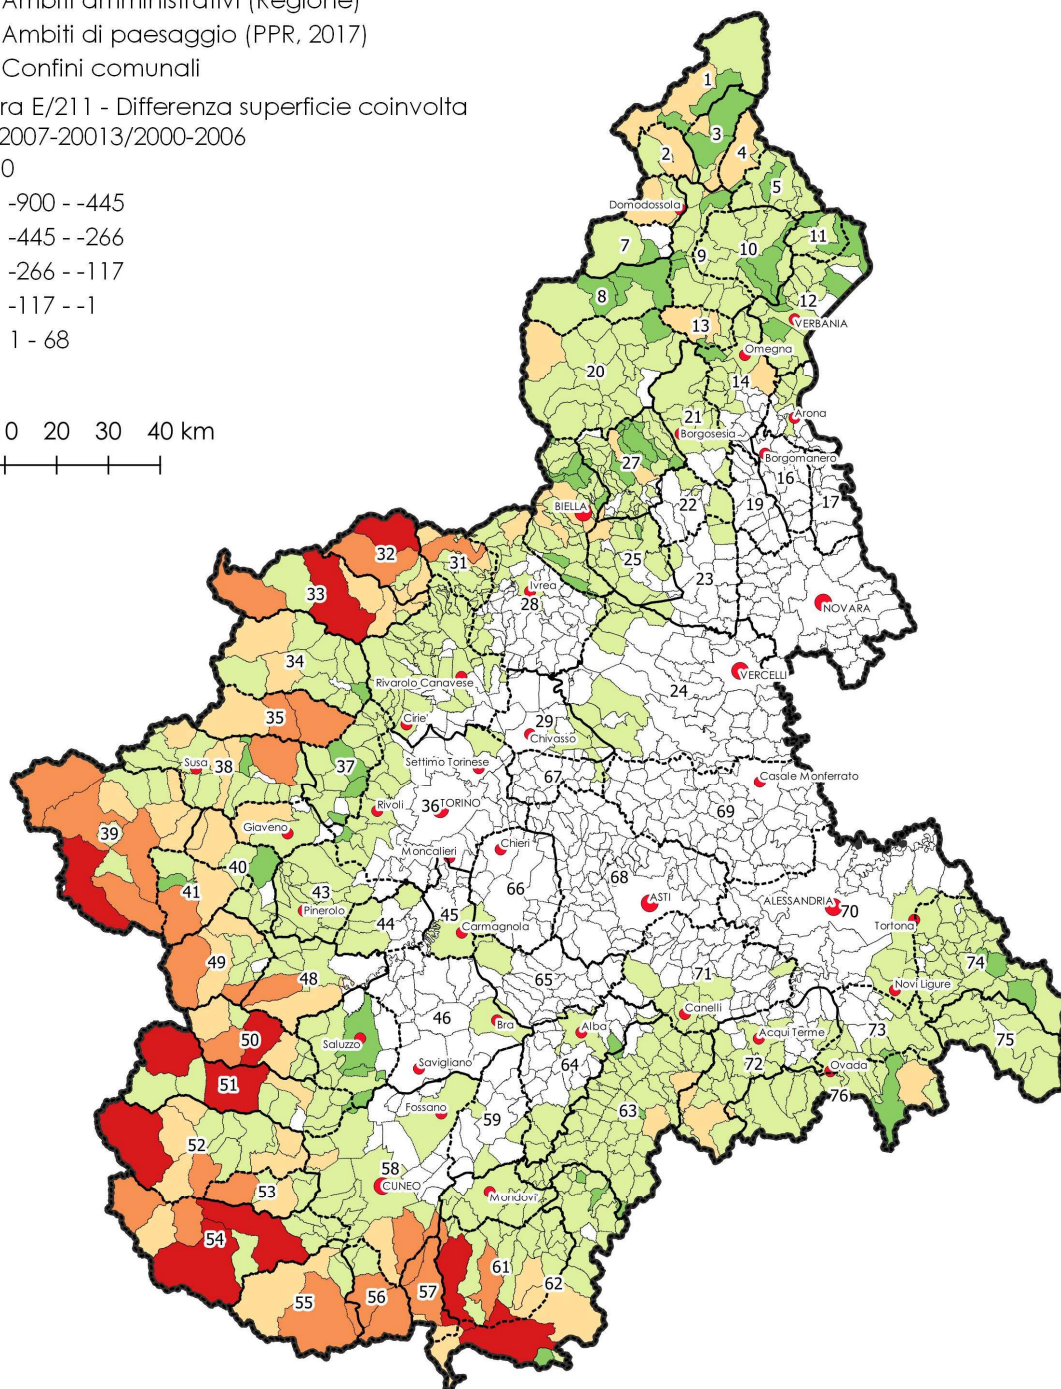 Ambiti amministrativi (Regione)
Ambiti di paesaggio (PPR, 2017)
Confini comunali
ra E/211 - Differenza superficie coinvolta
2007-20013/2000-2006
0
-900 - -445
-445 - -266
-266 - -117
-117 - -1
1 - 68
0 20 30 40 km
1
2
3
4
5
Domodossola
7
8
9
10
11
12
VERBANIA
13
Omegna
14
20
21
Arona
Borgosesia
Borgomanero
16
17
19
22
27
BIELLA
25
23
NOVARA
32
31
33
Ivrea
28
34
Rivarolo Canavese
24
VERCELLI
35
Cirie'
29
Chivasso
Susa
38
37
Settimo Torinese
67
Casale Monferrato
69
39
Giaveno
Rivoli
36
TORINO
Moncalieri
Chieri
40
41
43
Pinerolo
66
68
ASTI
44
45
Carmagnola
ALESSANDRIA
70
Tortona
49
48
65
71
74
Novi Ligure
46
Bra
Alba
Canelli
Acqui Terme
73
75
50
Saluzzo
Savigliano
64
72
Ovada
76
51
Fossano
59
63
52
58
CUNEO
53
Mondovi'
54
61
62
55
56
57